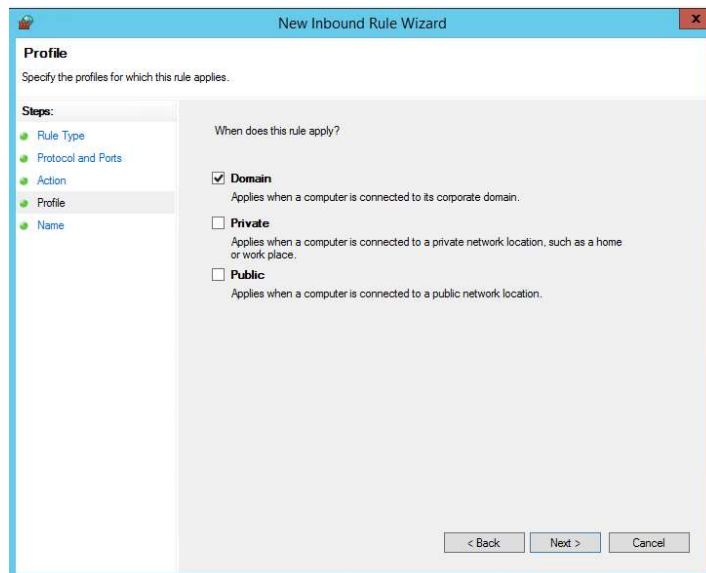 New Inbound Rule Wizard
x
Profile
Specify the profiles for which this rule applies.
Steps:
Rule Type
Protocol and Ports
Action
Profile
Name
When does this rule apply?
Domain
Applies when a computer is connected to its corporate domain.
Private
Applies when a computer is connected to a private network location, such as a home
or work place.
Public
Applies when a computer is connected to a public network location.
< Back
Next >
Cancel